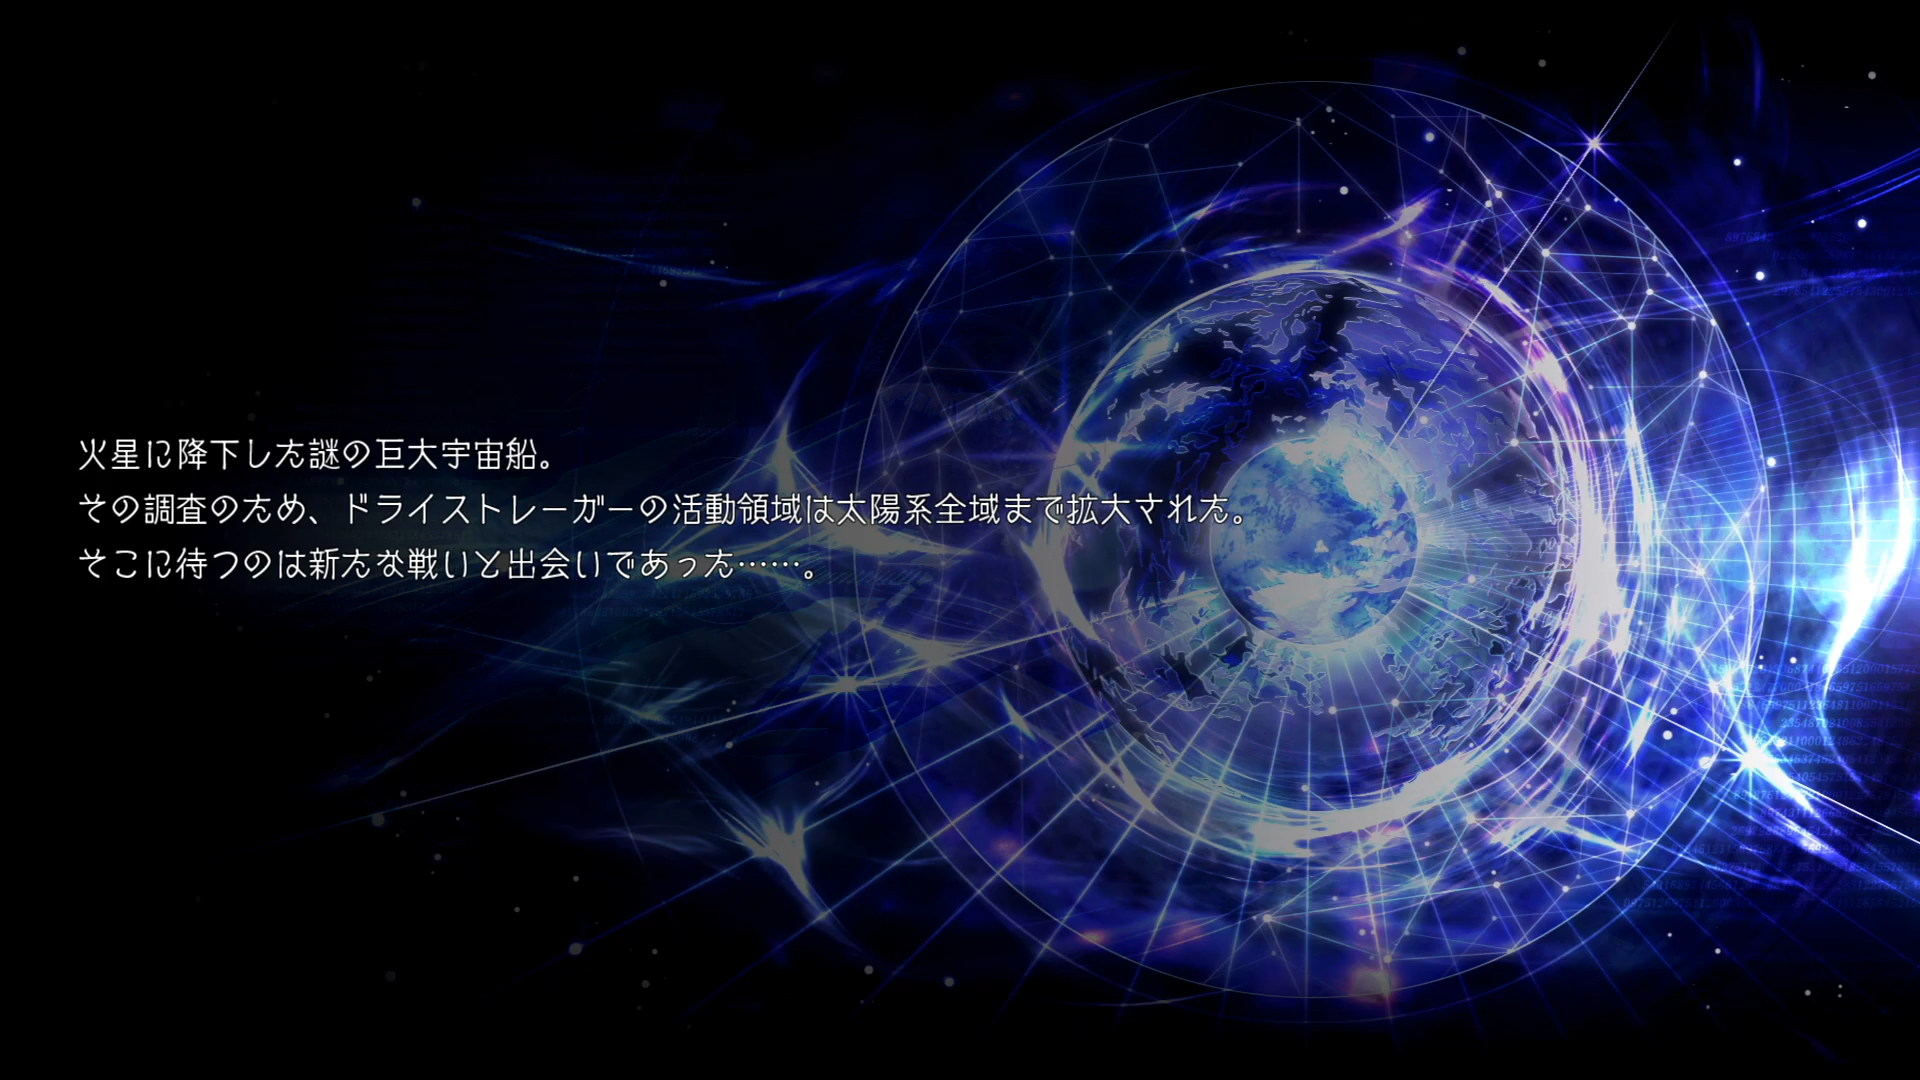 火星に降下した謎の巨大宇宙船。
その調査のため、ドライストレーガーの活動領域は太陽系全域まで拡大された。
そこに待つのは新たな戦いと出会いであった……。